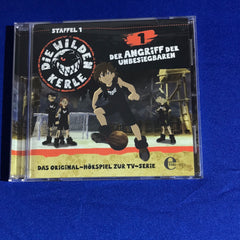 STAFFEL 1
DIE WILDEN
KERLE
1
DER ANGRIFF DER
UNBESIEGBAREN
DAS ORIGINAL-HÖRSPIEL ZUR TV-SERIE